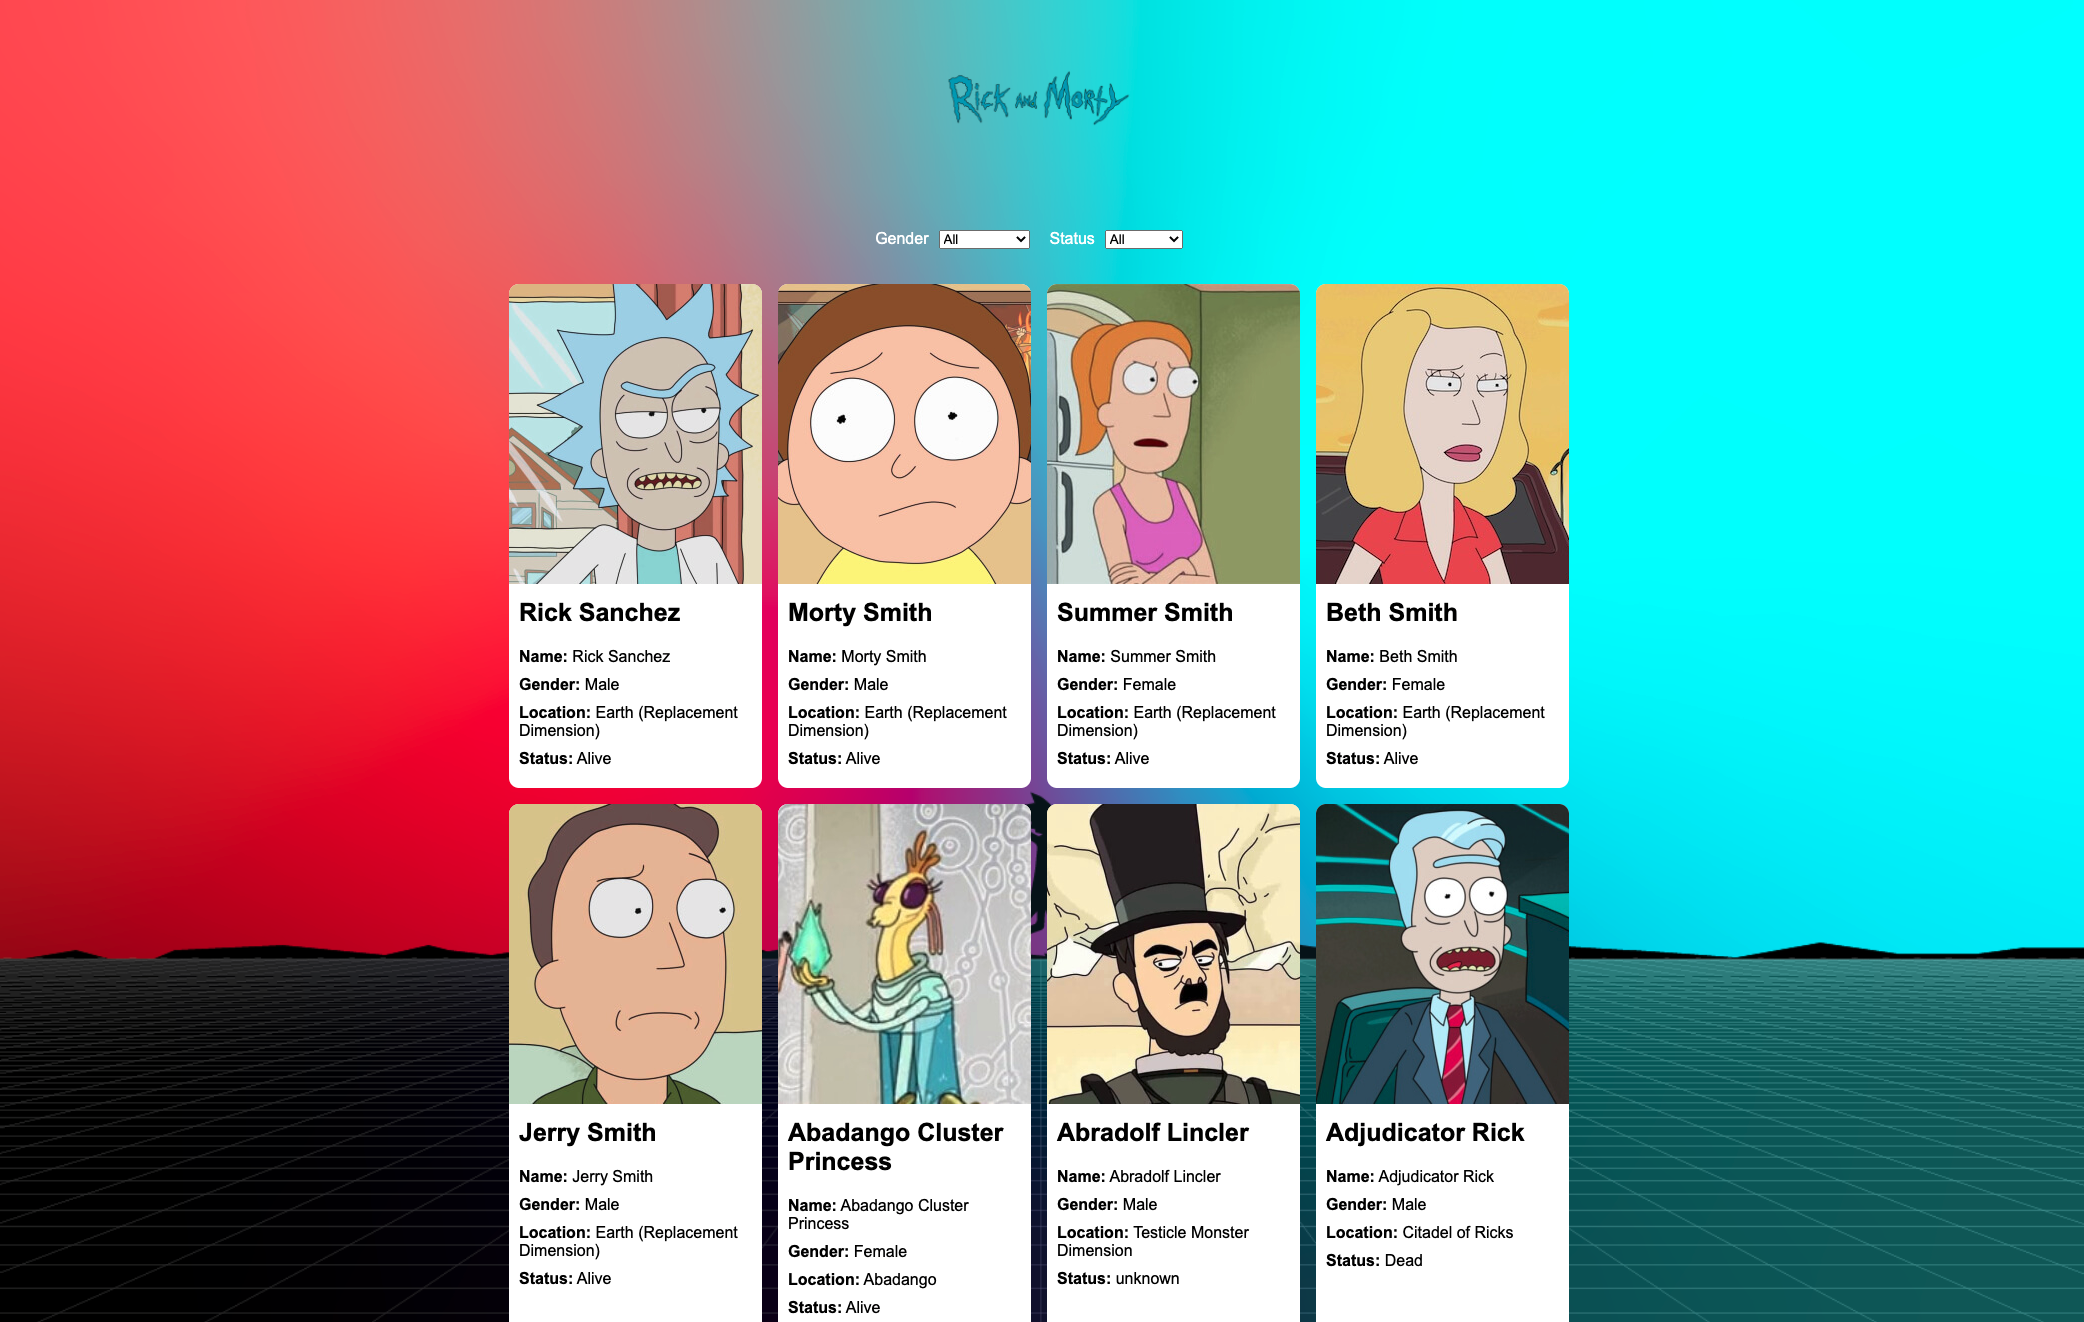 Rick and Morty
Gender All Status All
Rick Sanchez
Name: Rick Sanchez
Gender: Male
Location: Earth (Replacement
Dimension)
Status: Alive
Morty Smith
Name: Morty Smith
Gender: Male
Location: Earth (Replacement
Dimension)
Status: Alive
Summer Smith
Name: Summer Smith
Gender: Female
Location: Earth (Replacement
Dimension)
Status: Alive
Beth Smith
Name: Beth Smith
Gender: Female
Location: Earth (Replacement
Dimension)
Status: Alive
Jerry Smith
Name: Jerry Smith
Gender: Male
Location: Earth (Replacement
Dimension)
Status: Alive
Abadango Cluster
Princess
Name: Abadango Cluster
Princess
Gender: Female
Location: Abadango
Status: Alive
Abradolf Lincler
Name: Abradolf Lincler
Gender: Male
Location: Testicle Monster
Dimension
Status: unknown
Adjudicator Rick
Name: Adjudicator Rick
Gender: Male
Location: Citadel of Ricks
Status: Dead